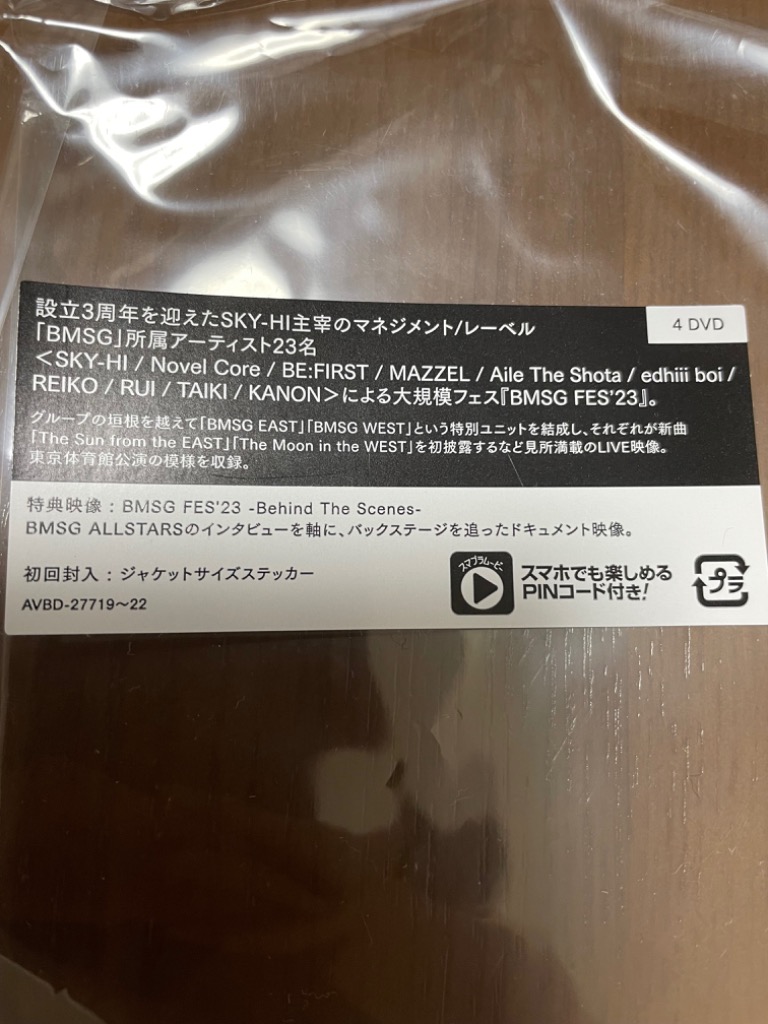 設立3周年を迎えたSKY-HI主宰のマネジメント/レーベル
「BMSG」所属アーティスト23名
<SKY-HI / Novel Core / BE:FIRST / MAZZEL / Aile The Shota / edhiii boi /
REIKO / RUI / TAIKI / KANON>による大規模フェス『BMSG FES'23』。
4 DVD
グループの垣根を越えて「BMSG EAST」「BMSG WEST」という特別ユニットを結成し、それぞれが新曲
「The Sun from the EAST」「The Moon in the WEST」を初披露するなど見所満載のLIVE映像。
東京体育館公演の模様を収録。
特典映像：BMSG FES'23 -Behind The Scenes-
BMSG ALLSTARSのインタビューを軸に、バックステージを追ったドキュメント映像。
初回封入：ジャケットサイズステッカー
AVBD-27719〜22
スマプラムービー
スマホでも楽しめる
PINコード付き!
プラ